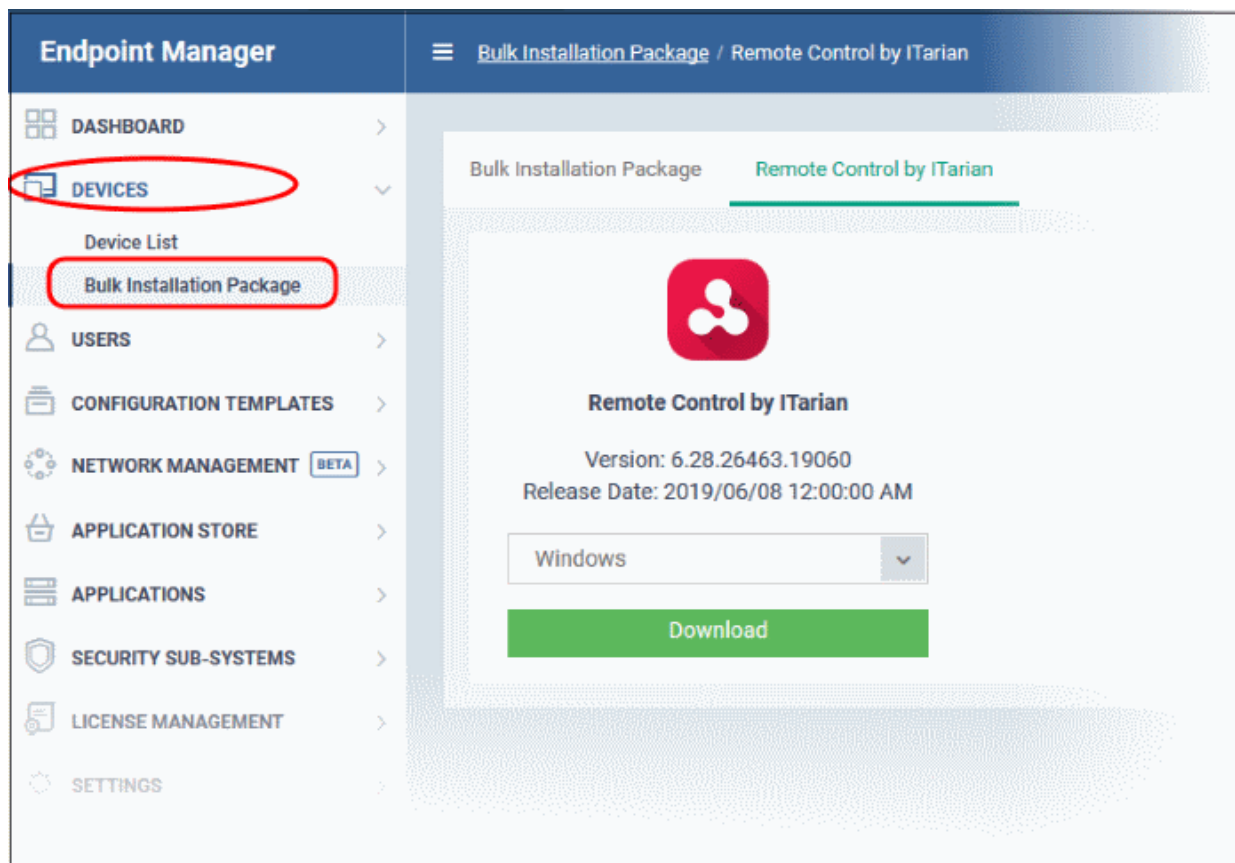 Endpoint Manager
Bulk Installation Package / Remote Control by ITarian
DASHBOARD
DEVICES
Device List
Bulk Installation Package
USERS
CONFIGURATION TEMPLATES
NETWORK MANAGEMENT BETA
APPLICATION STORE
APPLICATIONS
SECURITY SUB-SYSTEMS
LICENSE MANAGEMENT
SETTINGS
Bulk Installation Package
Remote Control by ITarian
Remote Control by ITarian
Version: 6.28.26463.19060
Release Date: 2019/06/08 12:00:00 AM
Windows
Download